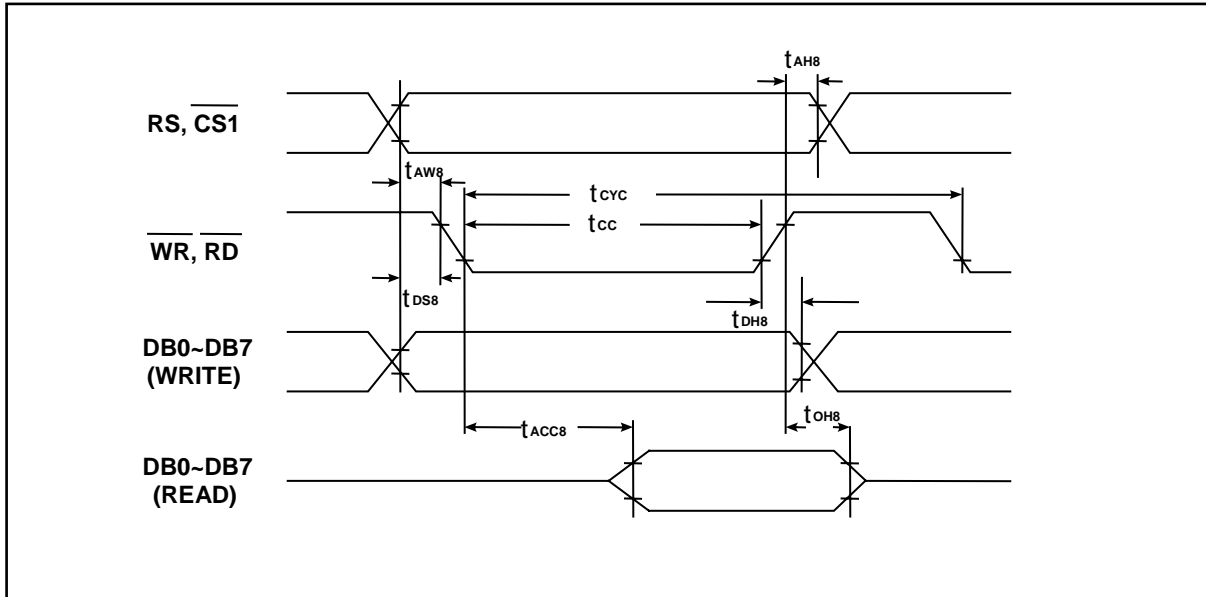 tAH8
RS, CS1
tAW8
tCYC
tCC
WR, RD
tDS8
tDH8
DB0~DB7
(WRITE)
tOH8
tACC8
DB0~DB7
(READ)